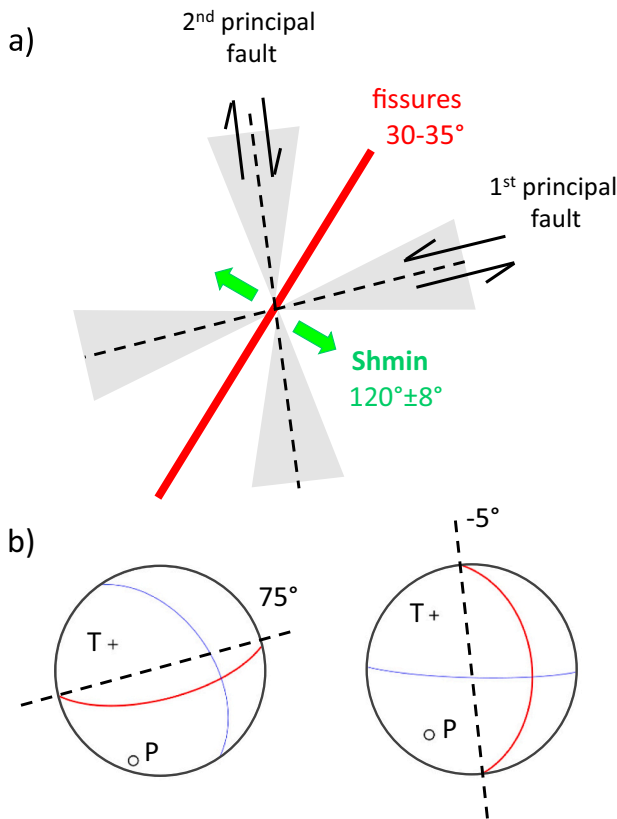 a)
2nd principal
fault
fissures
30-35°
1st principal
fault
Shmin
120°±8°
b)
75°
T
P
-5°
T
P